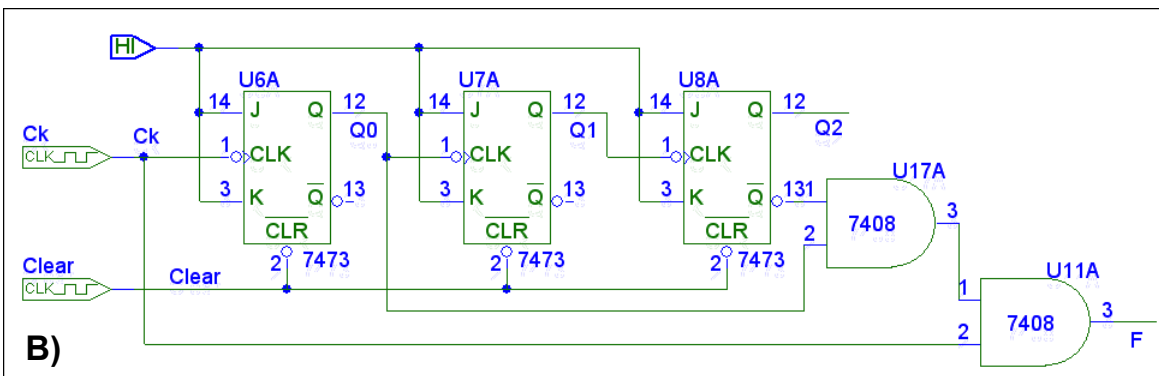 HI
U6A U7A U8A
14 J Q 12 14 J Q 12 14 J Q 12
Q0 Q1 Q2
Ck Ck
CLK 1 CLK 1 CLK 1 CLK
U17A
3 K Q 13 3 K Q 13 3 K Q 131
7408 3
CLR CLR CLR
2
2 7473 2 7473 2 7473
Clear Clear
CLK
U11A
1
7408 3
2
F
B)